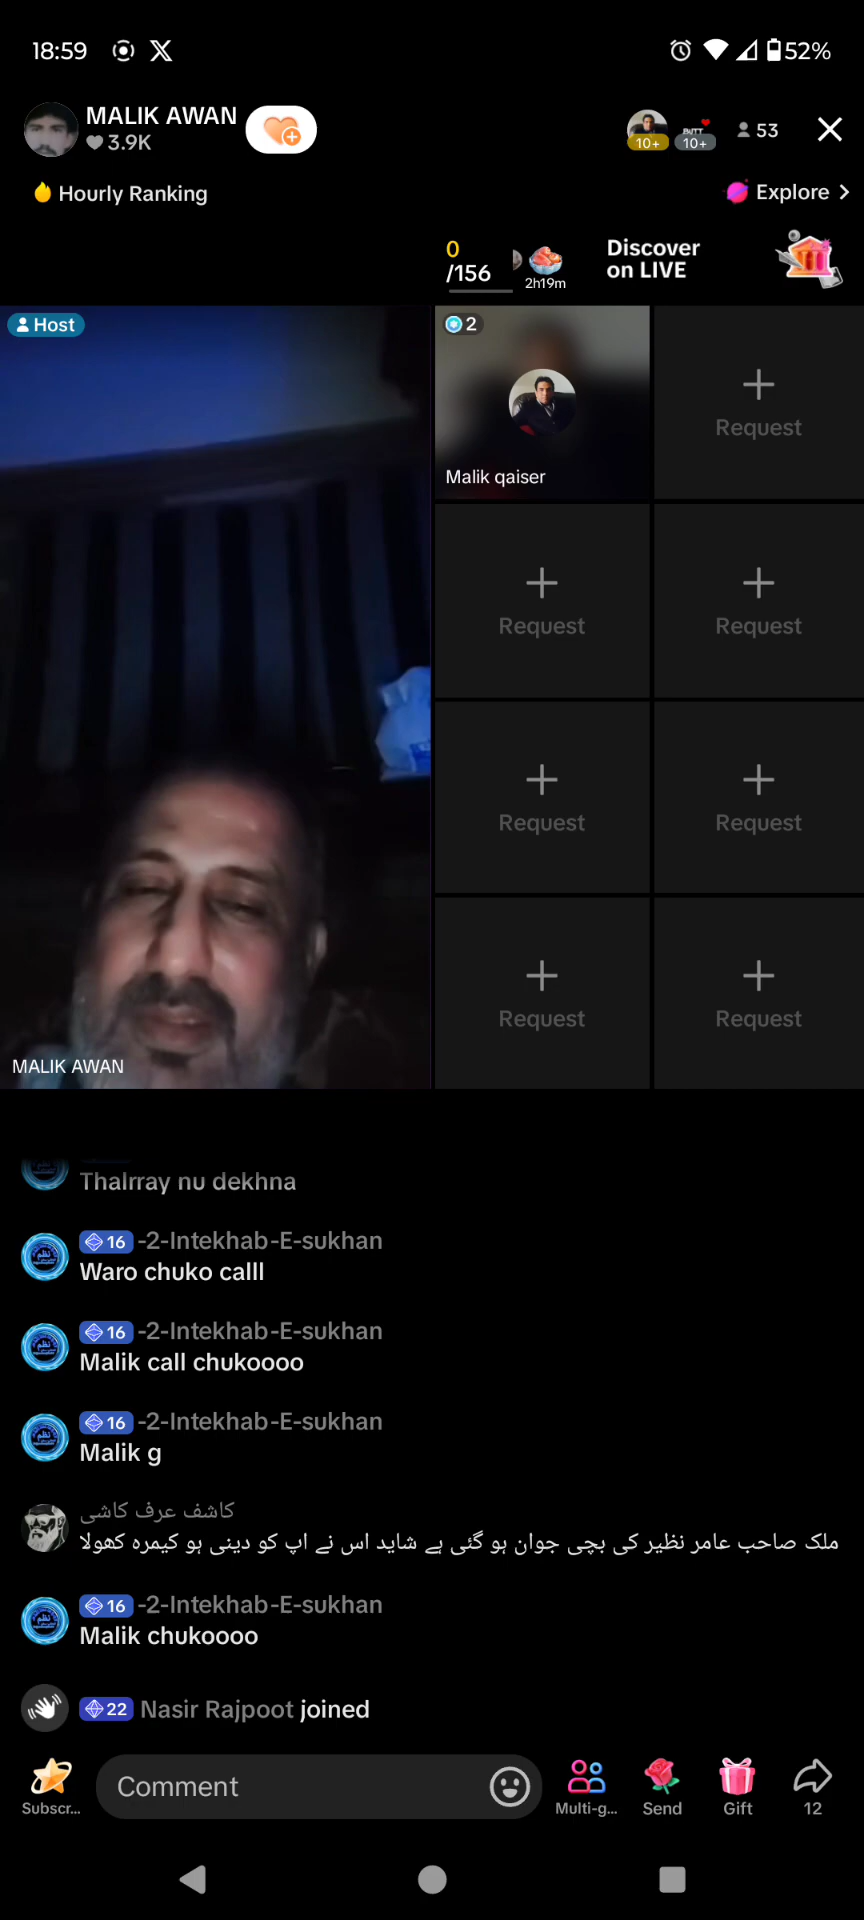 18:59
52%
MALIK AWAN
3.9K
10+
10+
53
Hourly Ranking
Explore
0
/156
2h19m
Discover
on LIVE
Host
2
Malik qaiser
Request
Request
Request
Request
Request
Request
Request
MALIK AWAN
Thalrray nu dekhna
16 -2-Intekhab-E-sukhan
Waro chuko calll
16 -2-Intekhab-E-sukhan
Malik call chukoooo
16 -2-Intekhab-E-sukhan
Malik g
کاشف عرف کاشی
ملک صاحب عامر نظیر کی بچی جوان ہو گئی ہے شاید اس نے اپ کو دینی ہو کیمرہ کھولا
16 -2-Intekhab-E-sukhan
Malik chukoooo
22 Nasir Rajpoot joined
Comment
Subscr...
Multi-g...
Send
Gift
12